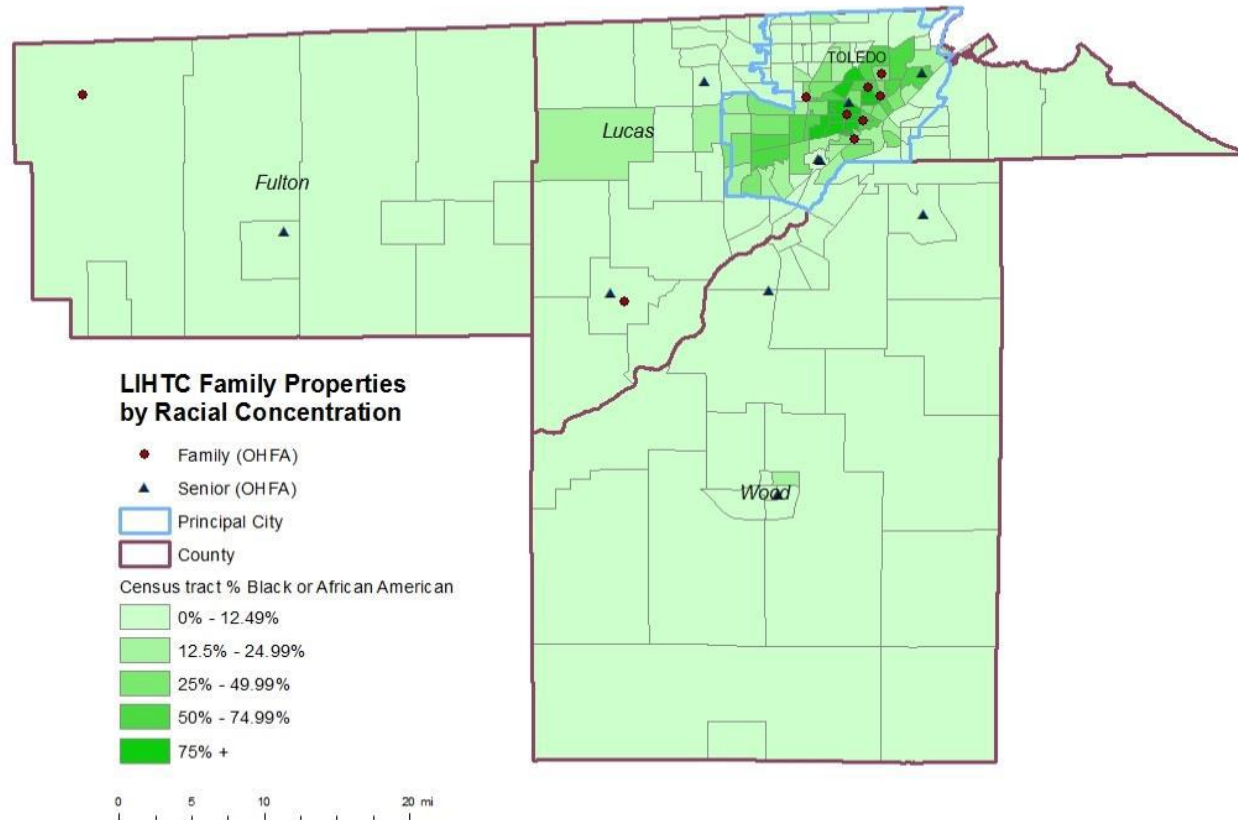 TOLEDO
Lucas
Fulton
Wood
LIHTC Family Properties
by Racial Concentration
Family (OHFA)
Senior (OHFA)
Principal City
County
Census tract % Black or African American
0% - 12.49%
12.5% - 24.99%
25% - 49.99%
50% - 74.99%
75% +
0 5 10 20 mi